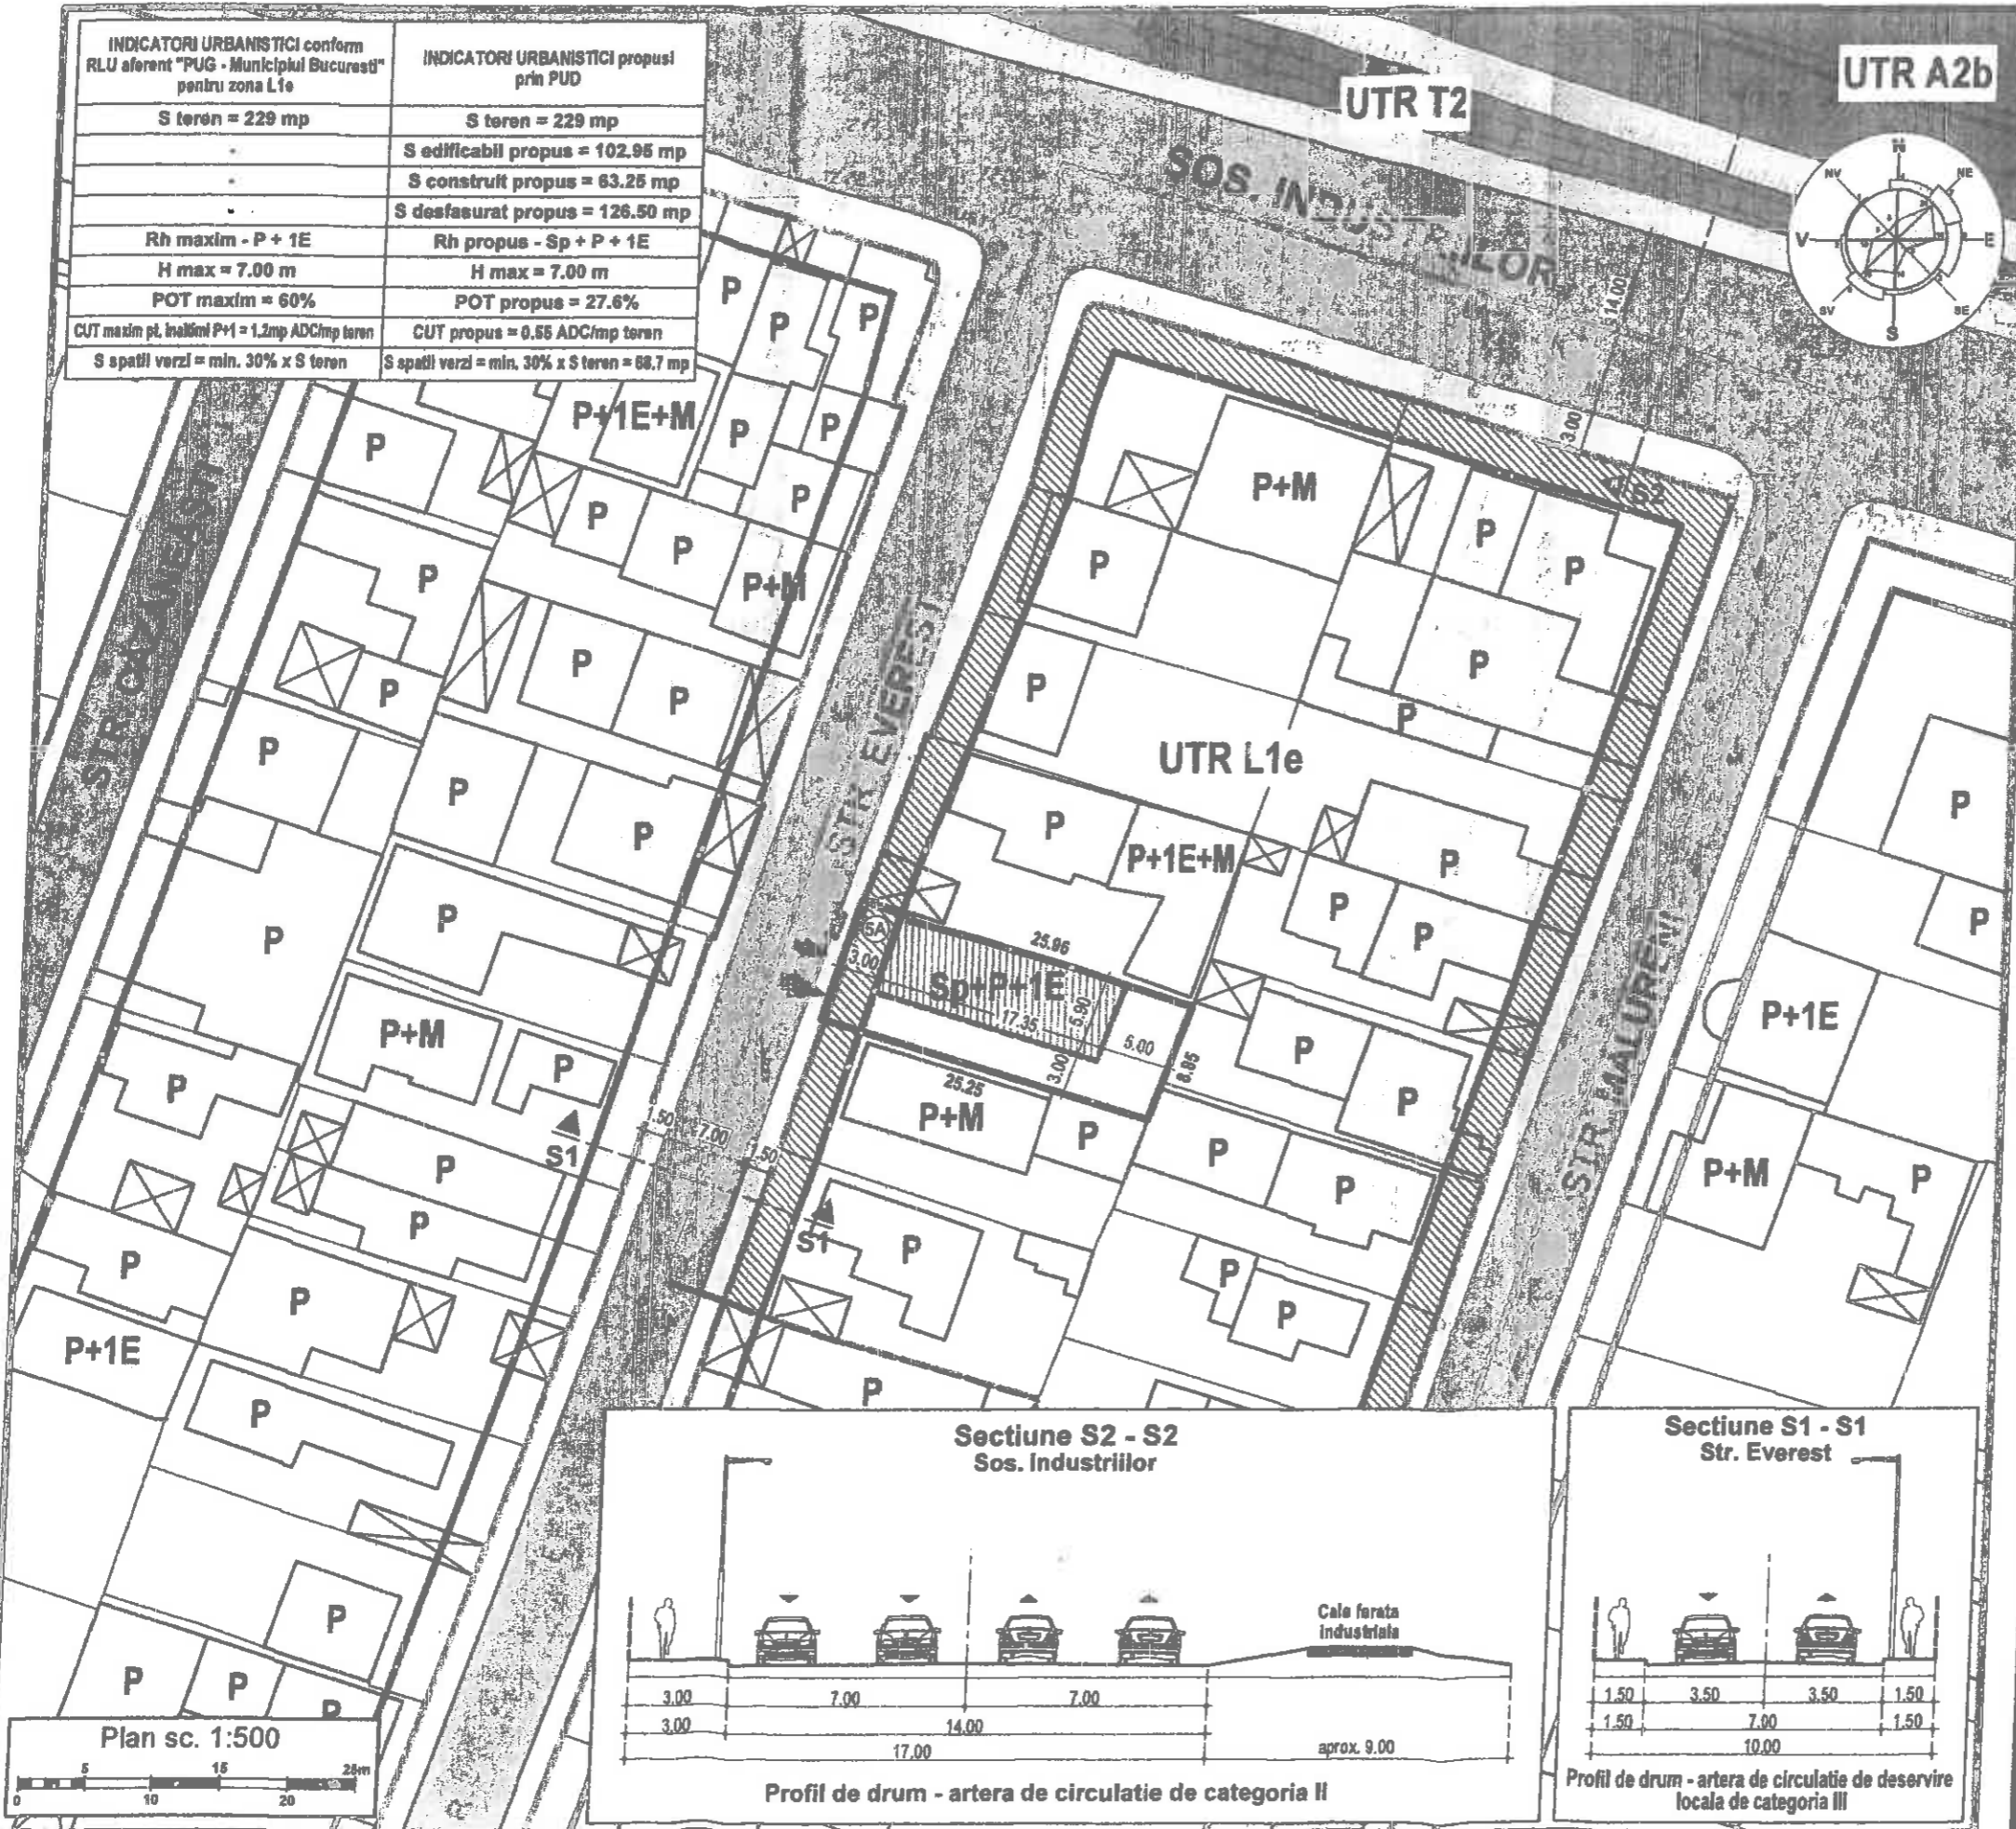 INDICATORI URBANISTICI conform
RLU aferent "PUG - Municipiul Bucuresti"
pentru zona L1e
INDICATORI URBANISTICI propusi
prin PUD
S teren = 229 mp
S teren = 229 mp
-
S edificabil propus = 102.95 mp
-
S construit propus = 63.25 mp
-
S desfasurat propus = 126.50 mp
Rh maxim - P + 1E
Rh propus - Sp + P + 1E
H max = 7.00 m
H max = 7.00 m
POT maxim = 60%
POT propus = 27.6%
CUT maxim pt. inaltimi P+1 = 1,2mp ADC/mp teren
CUT propus = 0.55 ADC/mp teren
S spatii verzi = min. 30% x S teren
S spatii verzi = min. 30% x S teren = 68,7 mp
UTR T2
UTR A2b
SOS. INDUSTRIILOR
N
NE
E
SE
S
SV
V
NV
14.00
3.00
S2
P
P
P
P+1E+M
P
P
P
P
P
P
P+M
P+M
P
P
P
P
P
P
P
P
P
STR. EVEREST
P
P
P
UTR L1e
P
P
P
P
P
P+1E+M
P
P
P
P
P
P
P
5A
3.00
25.96
Sp+P+1E
17.35
5.90
5.00
3.00
8.85
25.25
P+M
P
P+M
P
P
P
P
P+1E
STR. MALURENI
P
S1
1.50
7.00
1.50
S1
P
P
P
P
P+M
P
P
P
P
P
P
P
P+1E
P
P
P
P
P
P
Sectiune S2 - S2
Sos. Industriilor
Cale ferata
industriala
3.00
7.00
7.00
3.00
14.00
17.00
aprox. 9.00
Profil de drum - artera de circulatie de categoria II
Sectiune S1 - S1
Str. Everest
1.50
3.50
3.50
1.50
1.50
7.00
1.50
10.00
Profil de drum - artera de circulatie de deservire
locala de categoria III
Plan sc. 1:500
5
15
25m
0
10
20